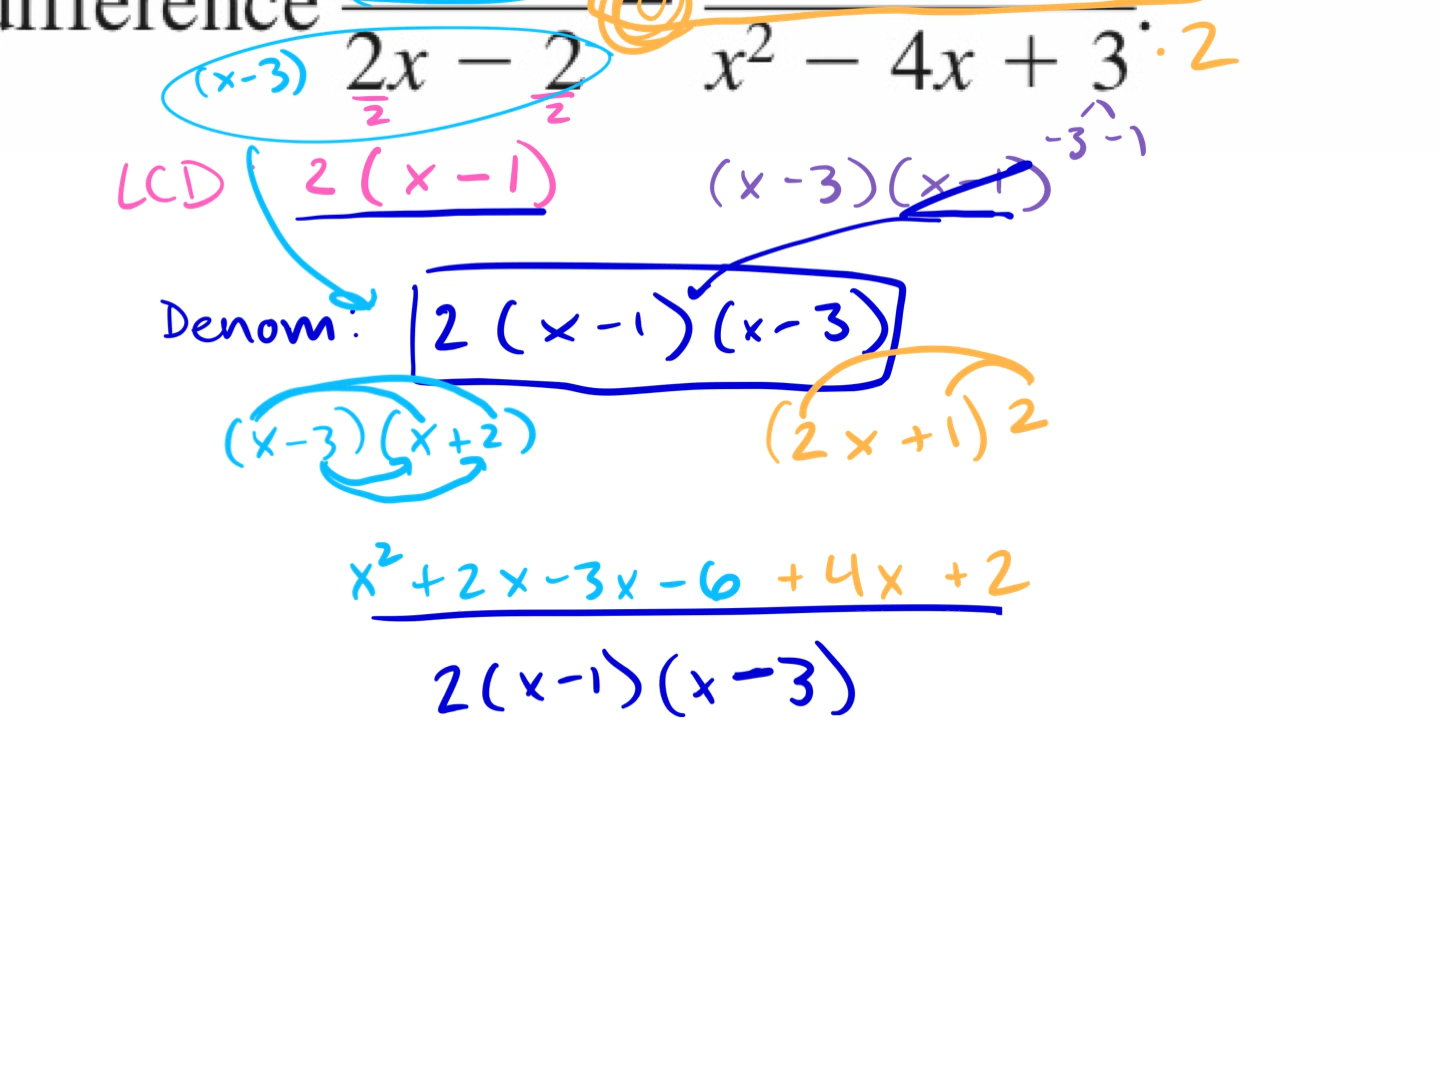 (x-3) 2x − 2 x² − 4x + 3. · 2
2 2 -3 -1
LCD 2(x-1) (x-3)(x-1)
Denom: 2(x-1)(x-3)
(x-3)(x+2) (2x+1)2
x²+2x-3x-6 +4x +2
2(x-1)(x-3)